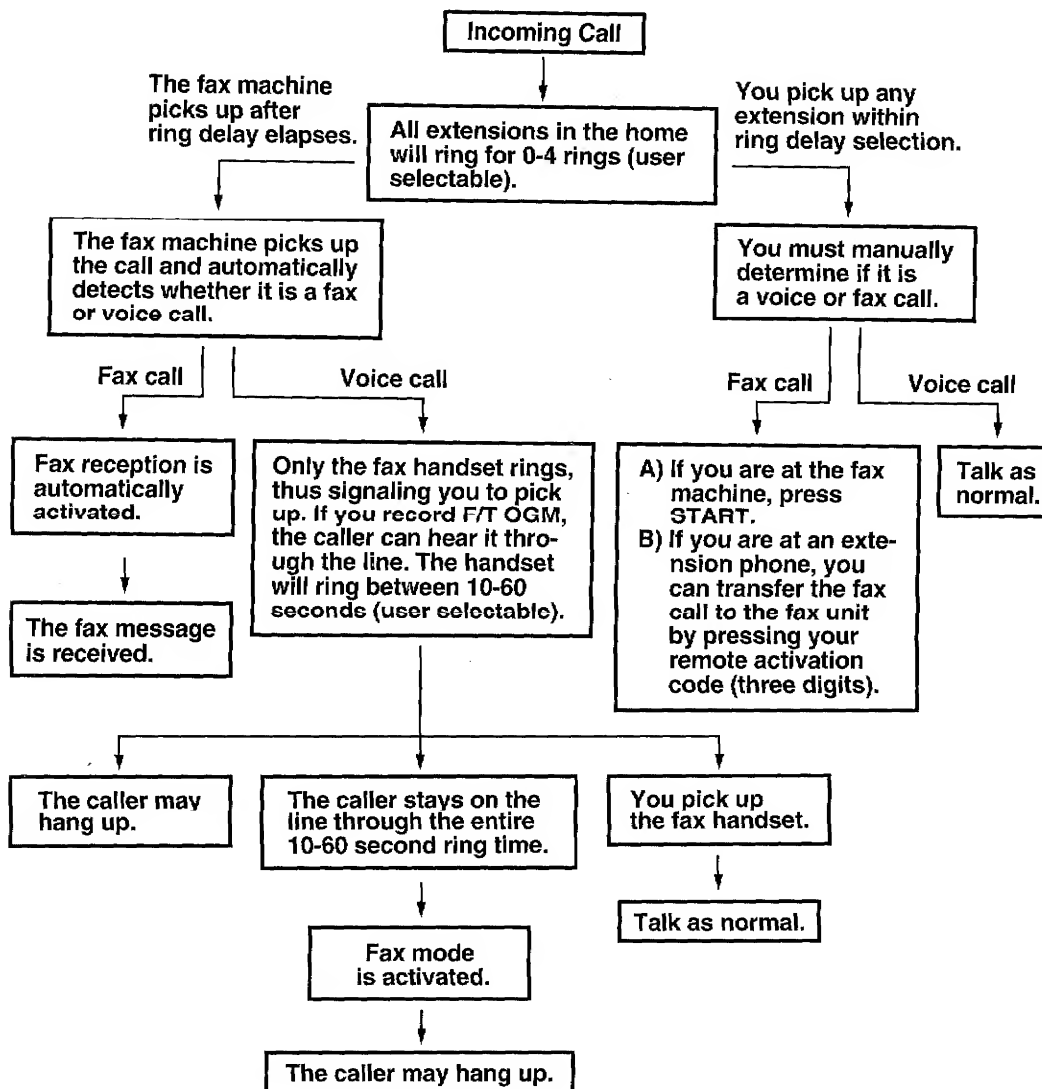 Incoming Call
The fax machine
picks up after
ring delay elapses.
You pick up any
extension within
ring delay selection.
All extensions in the home
will ring for 0-4 rings (user
selectable).
The fax machine picks up
the call and automatically
detects whether it is a fax
or voice call.
You must manually
determine if it is
a voice or fax call.
Fax call
Voice call
Fax call
Voice call
Fax reception is
automatically
activated.
Only the fax handset rings,
thus signaling you to pick
up. If you record F/T OGM,
the caller can hear it thro-
ugh the line. The handset
will ring between 10-60
seconds (user selectable).
A) If you are at the fax
machine, press
START.
B) If you are at an exte-
nsion phone, you
can transfer the fax
call to the fax unit
by pressing your
remote activation
code (three digits).
Talk as
normal.
The fax message
is received.
The caller may
hang up.
The caller stays on the
line through the entire
10-60 second ring time.
You pick up
the fax handset.
Fax mode
is activated.
Talk as normal.
The caller may hang up.